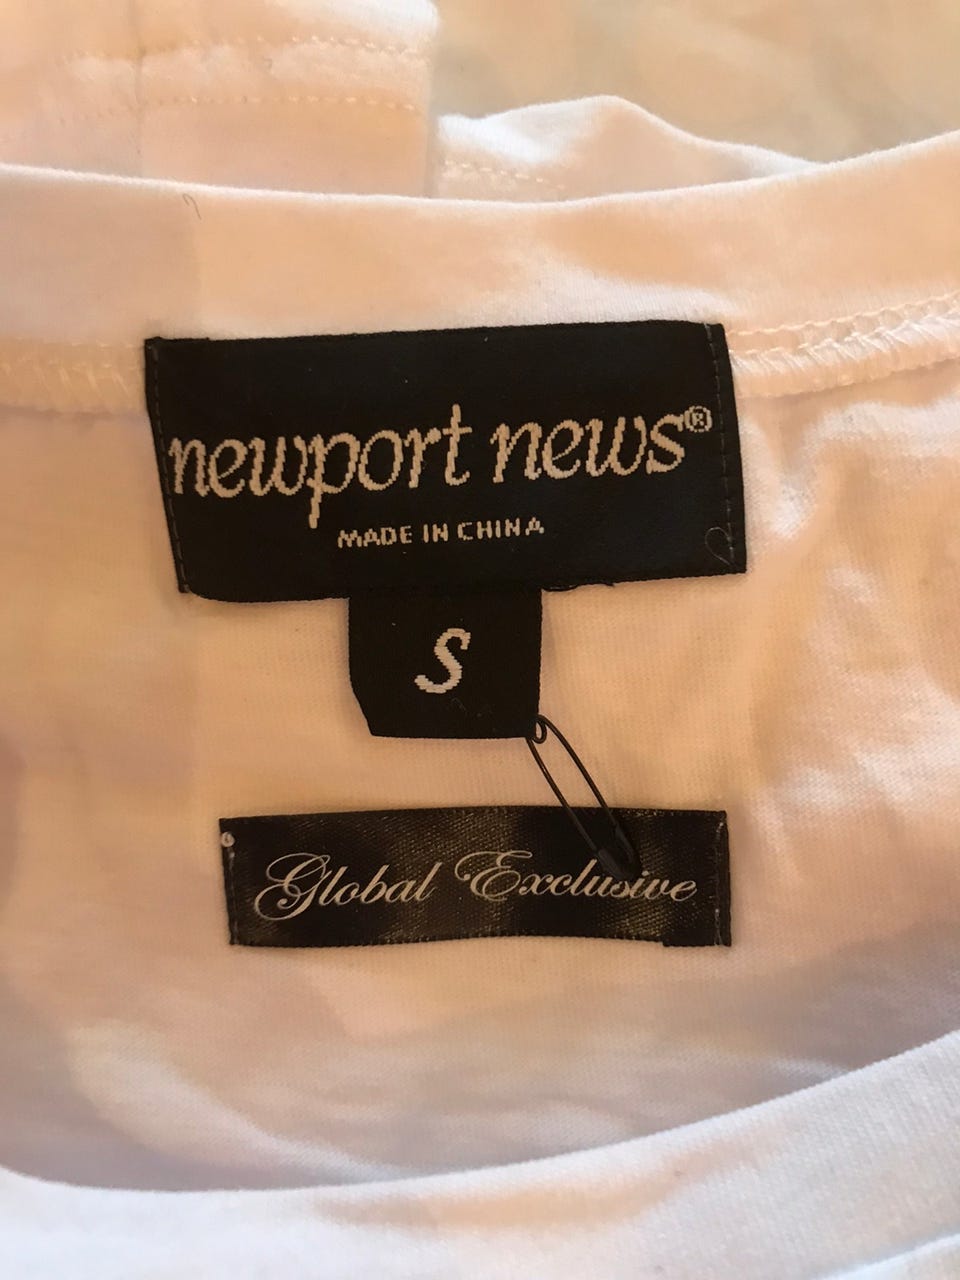 newport news®
MADE IN CHINA
S
Global Exclusive